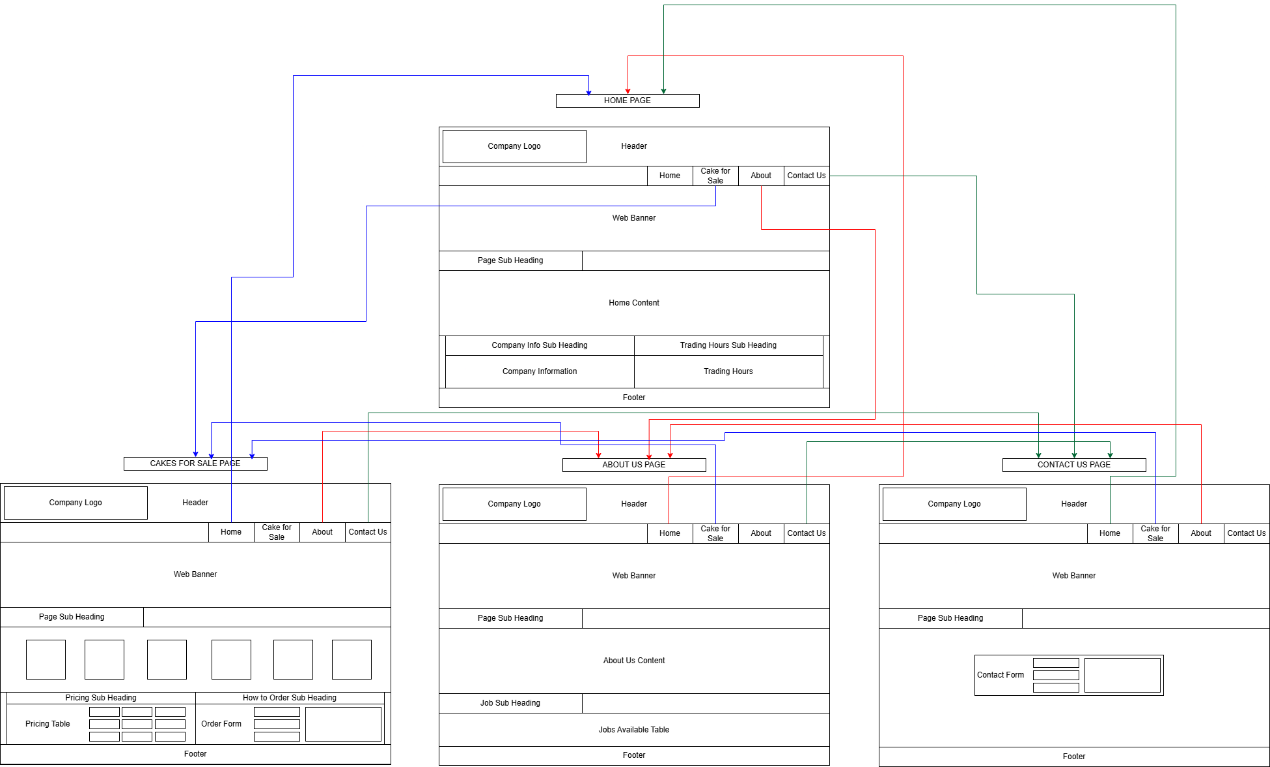 HOME PAGE
Company Logo
Header
Home
Cake for
Sale
About
Contact Us
Web Banner
Page Sub Heading
Home Content
Company Info Sub Heading
Trading Hours Sub Heading
Company Information
Trading Hours
Footer
CAKES FOR SALE PAGE
Company Logo
Header
Home
Cake for
Sale
About
Contact Us
Web Banner
Page Sub Heading
Pricing Sub Heading
How to Order Sub Heading
Pricing Table
Order Form
Footer
ABOUT US PAGE
Company Logo
Header
Home
Cake for
Sale
About
Contact Us
Web Banner
Page Sub Heading
About Us Content
Job Sub Heading
Jobs Available Table
Footer
CONTACT US PAGE
Company Logo
Header
Home
Cake for
Sale
About
Contact Us
Web Banner
Page Sub Heading
Contact Form
Footer